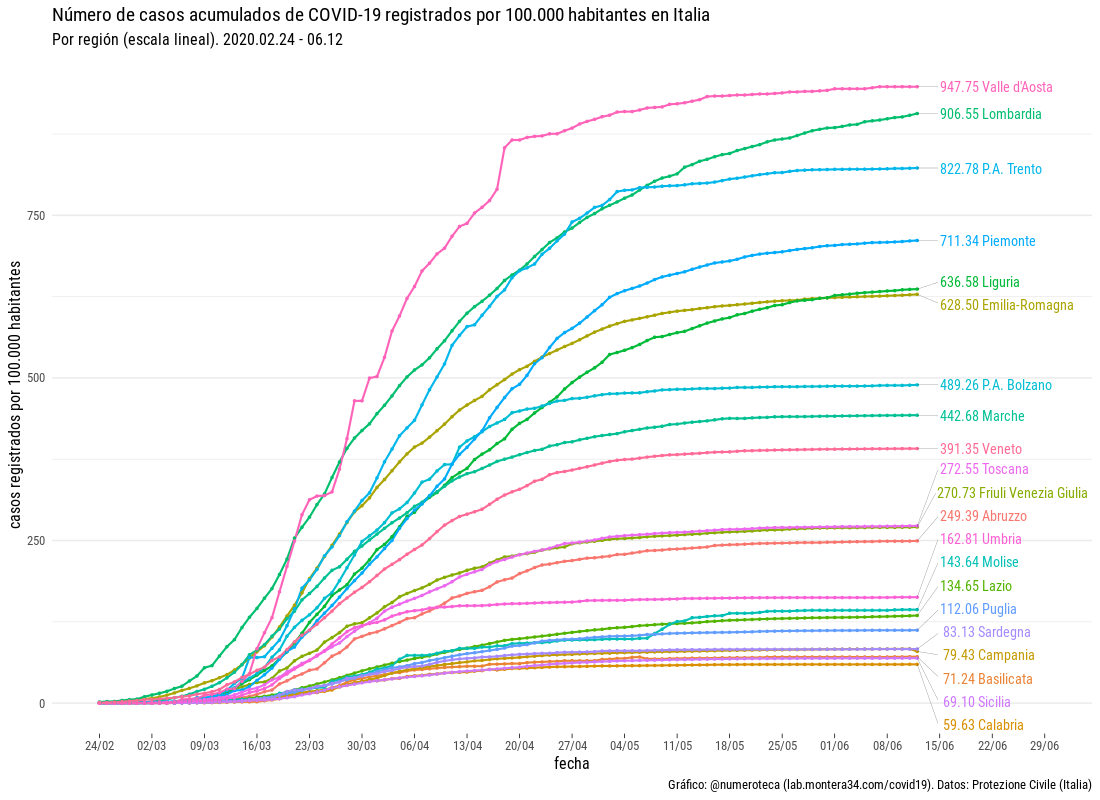 Número de casos acumulados de COVID-19 registrados por 100.000 habitantes en Italia
Por región (escala lineal). 2020.02.24 - 06.12
casos registrados por 100.000 habitantes
750
500
250
0
947.75 Valle d'Aosta
906.55 Lombardia
822.78 P.A. Trento
711.34 Piemonte
636.58 Liguria
628.50 Emilia-Romagna
489.26 P.A. Bolzano
442.68 Marche
391.35 Veneto
272.55 Toscana
270.73 Friuli Venezia Giulia
249.39 Abruzzo
162.81 Umbria
143.64 Molise
134.65 Lazio
112.06 Puglia
83.13 Sardegna
79.43 Campania
71.24 Basilicata
69.10 Sicilia
59.63 Calabria
24/02 02/03 09/03 16/03 23/03 30/03 06/04 13/04 20/04 27/04 04/05 11/05 18/05 25/05 01/06 08/06 15/06 22/06 29/06
fecha
Gráfico: @numeroteca (lab.montera34.com/covid19). Datos: Protezione Civile (Italia)